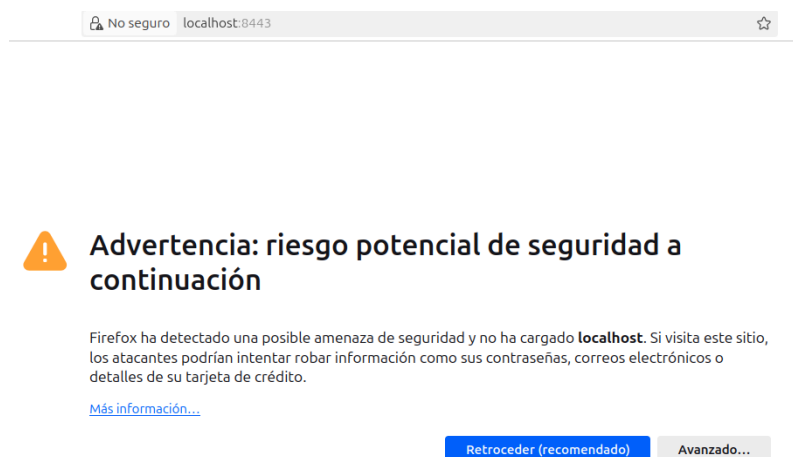 No seguro localhost:8443
Advertencia: riesgo potencial de seguridad a
continuación
Firefox ha detectado una posible amenaza de seguridad y no ha cargado localhost. Si visita este sitio,
los atacantes podrían intentar robar información como sus contraseñas, correos electrónicos o
detalles de su tarjeta de crédito.
Más información...
Retroceder (recomendado) Avanzado...